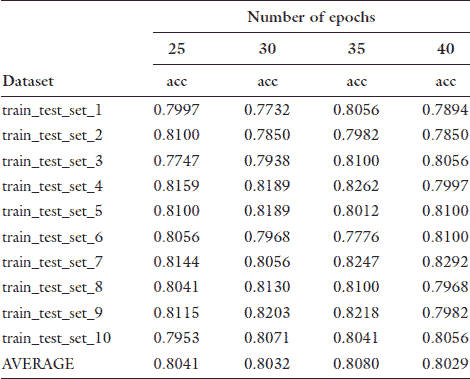 Number of epochs
25 30 35 40
Dataset acc acc acc acc
train_test_set_1 0.7997 0.7732 0.8056 0.7894
train_test_set_2 0.8100 0.7850 0.7982 0.7850
train_test_set_3 0.7747 0.7938 0.8100 0.8056
train_test_set_4 0.8159 0.8189 0.8262 0.7997
train_test_set_5 0.8100 0.8189 0.8012 0.8100
train_test_set_6 0.8056 0.7968 0.7776 0.8100
train_test_set_7 0.8144 0.8056 0.8247 0.8292
train_test_set_8 0.8041 0.8130 0.8100 0.7968
train_test_set_9 0.8115 0.8203 0.8218 0.7982
train_test_set_10 0.7953 0.8071 0.8041 0.8056
AVERAGE 0.8041 0.8032 0.8080 0.8029